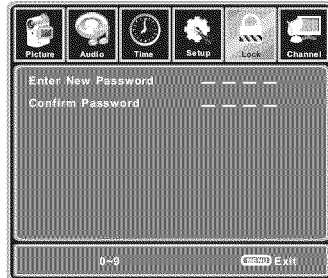 Picture Audio Time Setup Lock Channel
Enter New Password _ _ _ _
Confirm Password _ _ _ _
0~9 MENU Exit